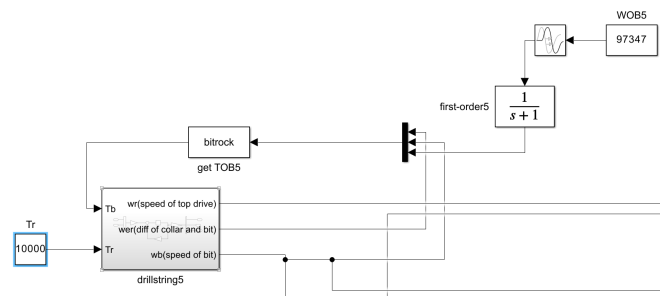 WOB5
97347
first-order5
1
s + 1
bitrock
get TOB5
Tr
10000
Tb
Tr
wr(speed of top drive)
wer(diff of collar and bit)
wb(speed of bit)
drillstring5